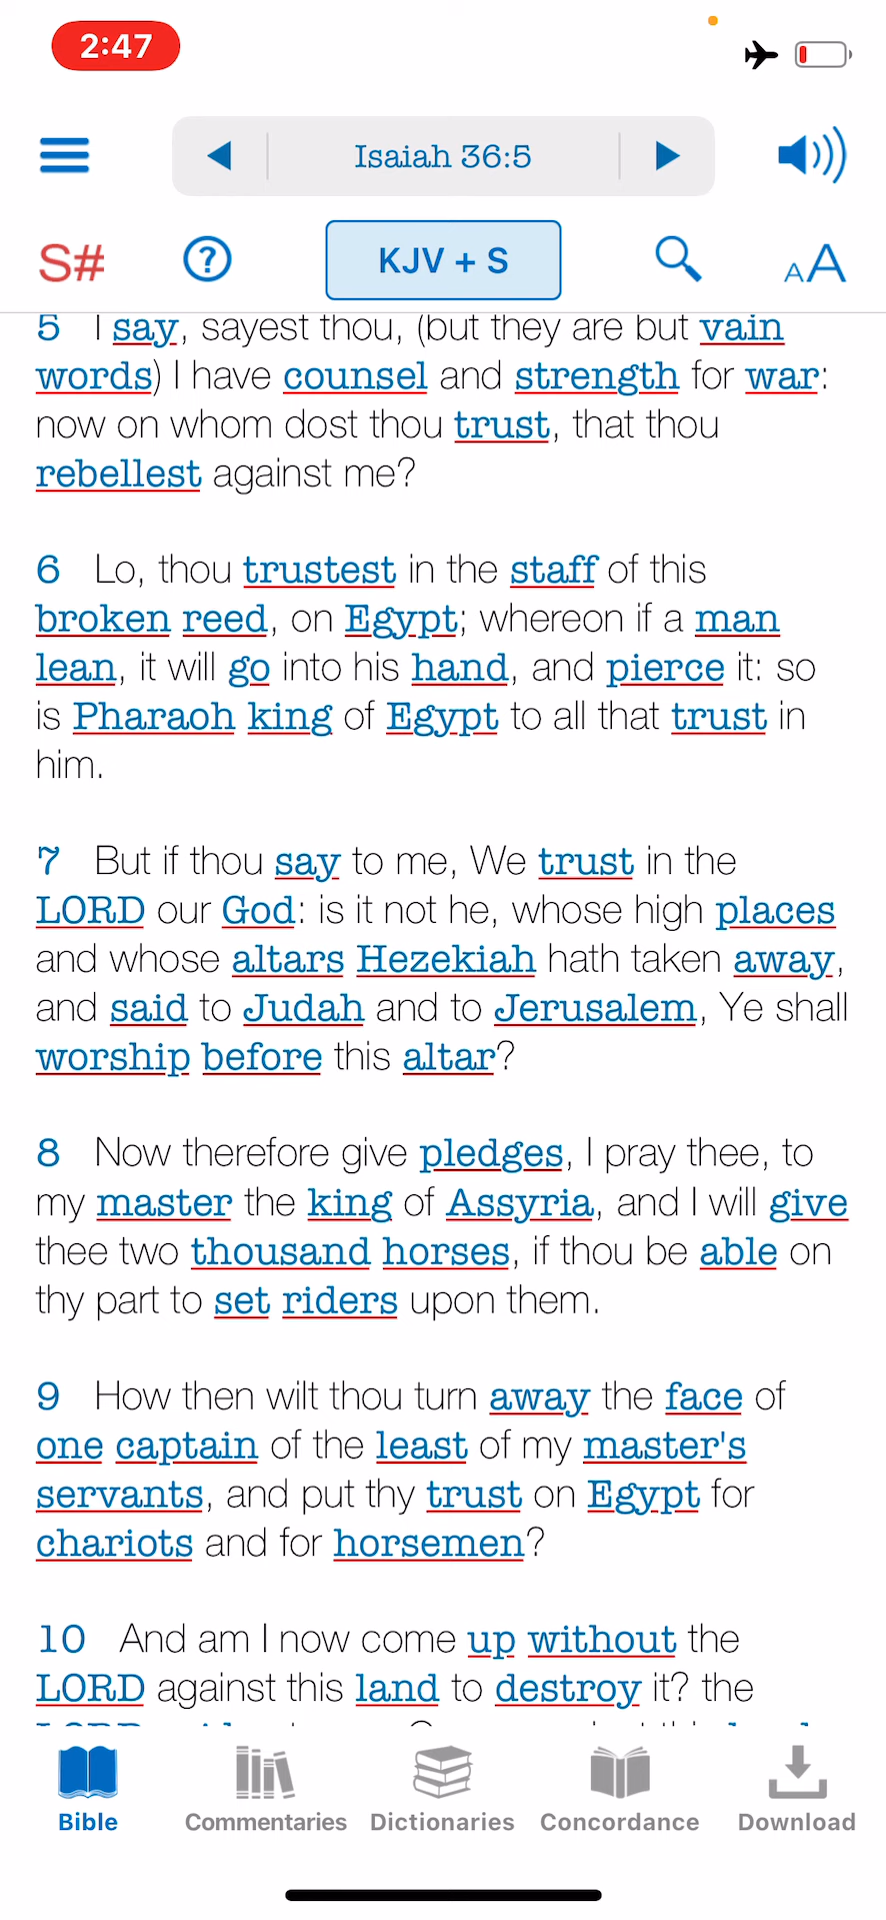 2:47
Isaiah 36:5
S#
?
KJV + S
AA
5 I say, sayest thou, (but they are but vain
words) I have counsel and strength for war:
now on whom dost thou trust, that thou
rebellest against me?
6 Lo, thou trustest in the staff of this
broken reed, on Egypt; whereon if a man
lean, it will go into his hand, and pierce it: so
is Pharaoh king of Egypt to all that trust in
him.
7 But if thou say to me, We trust in the
LORD our God: is it not he, whose high places
and whose altars Hezekiah hath taken away,
and said to Judah and to Jerusalem, Ye shall
worship before this altar?
8 Now therefore give pledges, I pray thee, to
my master the king of Assyria, and I will give
thee two thousand horses, if thou be able on
thy part to set riders upon them.
9 How then wilt thou turn away the face of
one captain of the least of my master's
servants, and put thy trust on Egypt for
chariots and for horsemen?
10 And am I now come up without the
LORD against this land to destroy it? the
Bible
Commentaries
Dictionaries
Concordance
Download